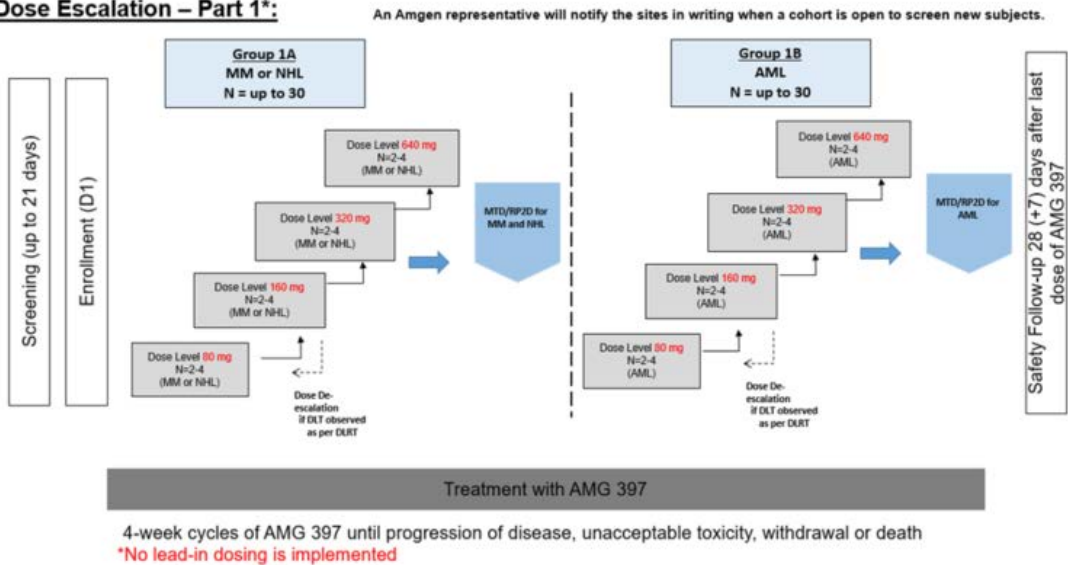 Dose Escalation – Part 1*:
An Amgen representative will notify the sites in writing when a cohort is open to screen new subjects.
Screening (up to 21 days)
Enrollment (D1)
Group 1A
MM or NHL
N = up to 30
Dose Level 640 mg
N=2-4
(MM or NHL)
Dose Level 320 mg
N=2-4
(MM or NHL)
Dose Level 160 mg
N=2-4
(MM or NHL)
Dose Level 80 mg
N=2-4
(MM or NHL)
Dose De-
escalation
if DLT observed
as per DLRT
MTD/RP2D for
MM and NHL
Group 1B
AML
N = up to 30
Dose Level 640 mg
N=2-4
(AML)
Dose Level 320 mg
N=2-4
(AML)
Dose Level 160 mg
N=2-4
(AML)
Dose Level 80 mg
N=2-4
(AML)
Dose De-
escalation
if DLT observed
as per DLRT
MTD/RP2D for
AML
Safety Follow-up 28 (+7) days after last
dose of AMG 397
Treatment with AMG 397
4-week cycles of AMG 397 until progression of disease, unacceptable toxicity, withdrawal or death
*No lead-in dosing is implemented